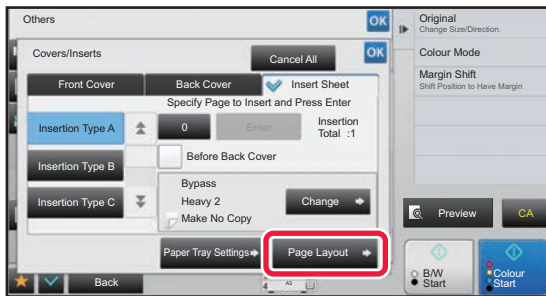 Others
OK
Covers/Inserts
Cancel All
OK
Front Cover
Back Cover
Insert Sheet
Specify Page to Insert and Press Enter
Insertion Type A
0
Enter
Insertion
Total :1
Before Back Cover
Insertion Type B
Bypass
Heavy 2
Make No Copy
Change
Insertion Type C
Paper Tray Settings
Page Layout
Back
4
A3
Original
Change Size/Direction.
Colour Mode
Margin Shift
Shift Position to Have Margin
Preview
CA
B/W
Start
Colour
Start